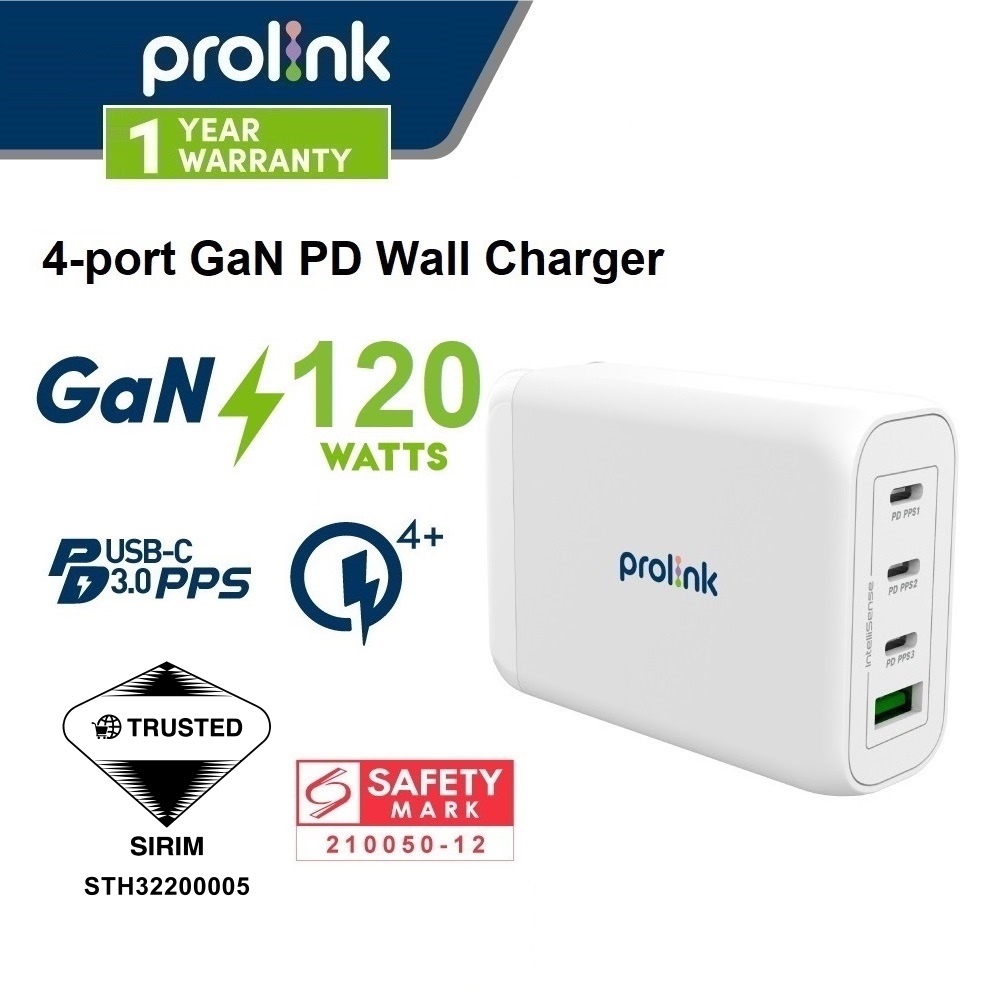 prolink
1 YEAR
WARRANTY
4-port GaN PD Wall Charger
GaN 120
WATTS
PD USB-C
3.0 PPS
4+
TRUSTED
SIRIM
STH32200005
SAFETY
MARK
210050-12
prolink
PD PPS1
PD PPS2
PD PPS3
IntelliSense